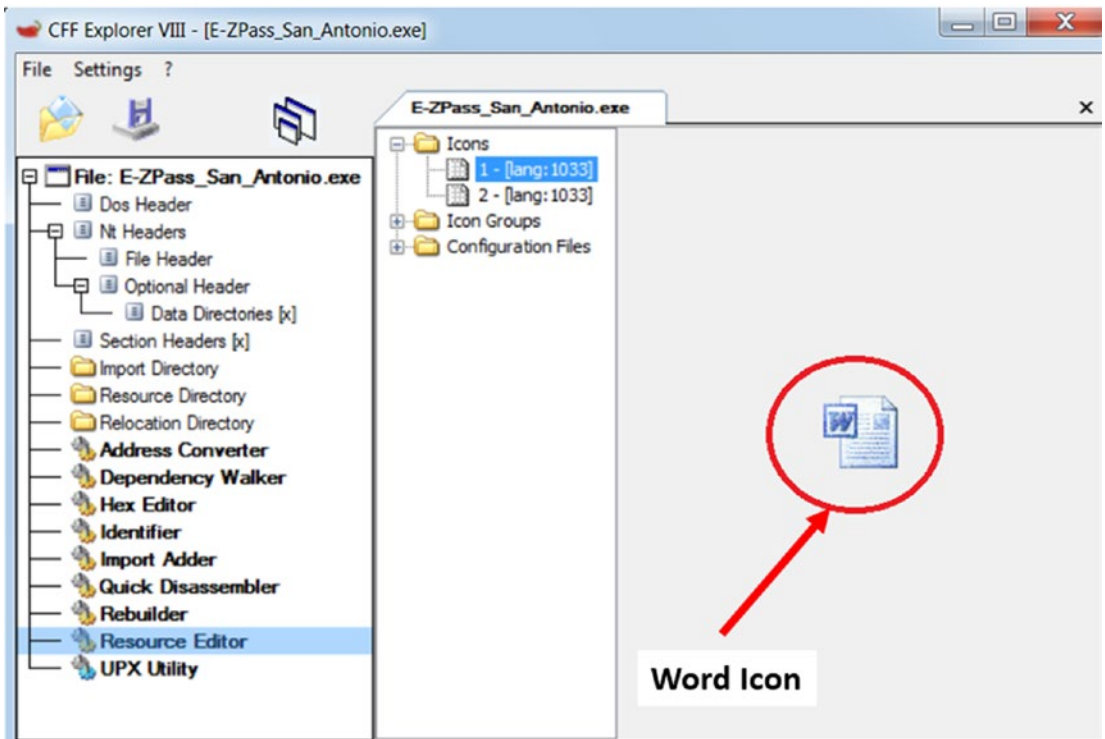 CFF Explorer VIII - [E-ZPass_San_Antonio.exe]
File Settings ?
E-ZPass_San_Antonio.exe
File: E-ZPass_San_Antonio.exe
Dos Header
Nt Headers
File Header
Optional Header
Data Directories [x]
Section Headers [x]
Import Directory
Resource Directory
Relocation Directory
Address Converter
Dependency Walker
Hex Editor
Identifier
Import Adder
Quick Disassembler
Rebuilder
Resource Editor
UPX Utility
Icons
1 - [lang:1033]
2 - [lang:1033]
Icon Groups
Configuration Files
W
Word Icon